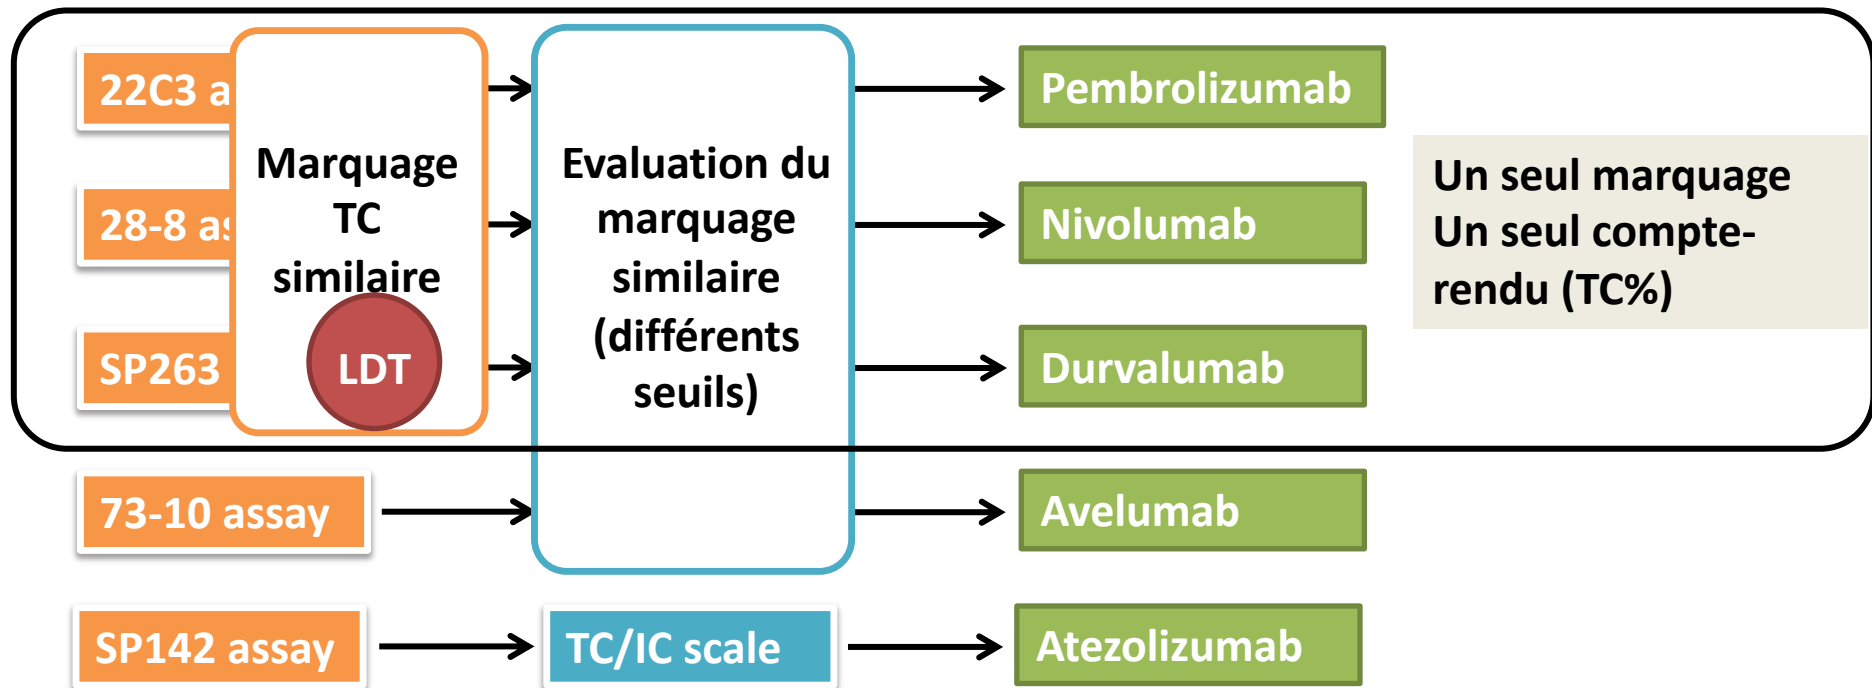 22C3 a
Marquage
TC
similaire
LDT
Evaluation du
marquage
similaire
(différents
seuils)
Pembrolizumab
Un seul marquage
Un seul compte-
rendu (TC%)
28-8 as
Nivolumab
SP263
Durvalumab
73-10 assay
Avelumab
SP142 assay
TC/IC scale
Atezolizumab